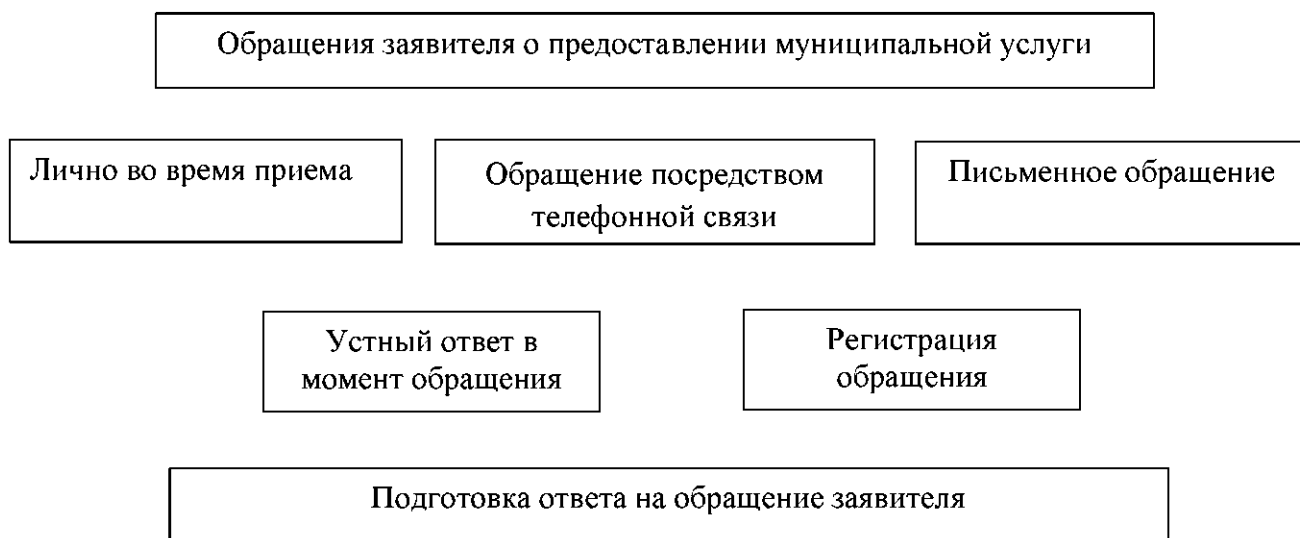 Обращения заявителя о предоставлении муниципальной услуги
Лично во время приема
Обращение посредством
телефонной связи
Письменное обращение
Устный ответ в
момент обращения
Регистрация
обращения
Подготовка ответа на обращение заявителя